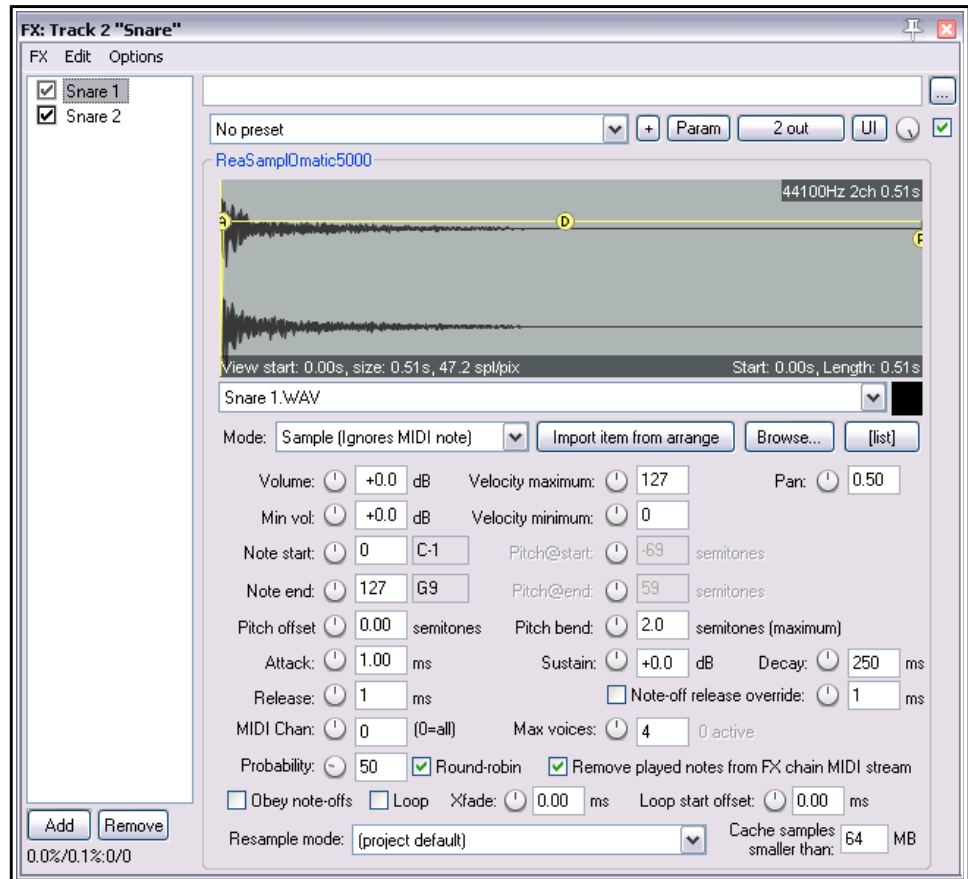 FX: Track 2 "Snare"
FX Edit Options
Snare 1
Snare 2
...
No preset + Param 2 out UI
ReaSamplOmatic5000
44100Hz 2ch 0.51s
A D
View start: 0.00s, size: 0.51s, 47.2 spl/pix Start: 0.00s, Length: 0.51s
Snare 1.WAV
Mode: Sample (Ignores MIDI note) Import item from arrange Browse... [list]
Volume: +0.0 dB Velocity maximum: 127 Pan: 0.50
Min vol: +0.0 dB Velocity minimum: 0
Note start: 0 C-1 Pitch@start: -69 semitones
Note end: 127 G9 Pitch@end: 59 semitones
Pitch offset 0.00 semitones Pitch bend: 2.0 semitones (maximum)
Attack: 1.00 ms Sustain: +0.0 dB Decay: 250 ms
Release: 1 ms Note-off release override: 1 ms
MIDI Chan: 0 (0=all) Max voices: 4 0 active
Probability: 50 Round-robin Remove played notes from FX chain MIDI stream
Obey note-offs Loop Xfade: 0.00 ms Loop start offset: 0.00 ms
Resample mode: (project default) Cache samples smaller than: 64 MB
Add Remove
0.0%/0.1%:0/0